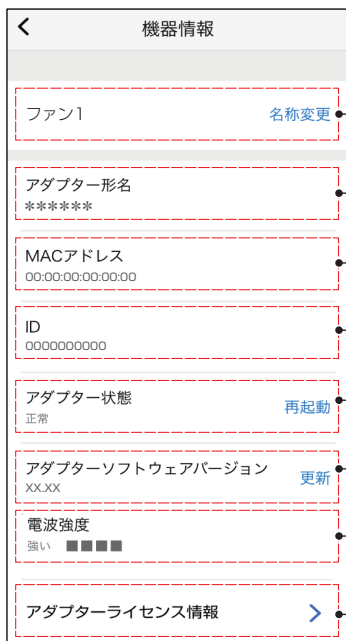 機器情報
ファン1 名称変更
アダプター形名
******
MACアドレス
00:00:00:00:00:00
ID
0000000000
アダプター状態 再起動
正常
アダプターソフトウェアバージョン 更新
XX.XX
電波強度
強い ■■■■
アダプターライセンス情報